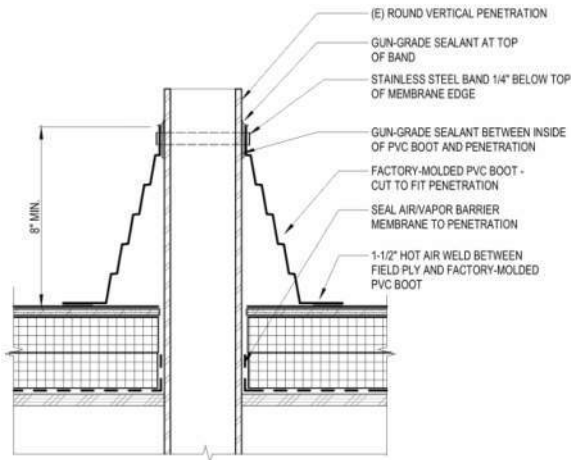 (E) ROUND VERTICAL PENETRATION
GUN-GRADE SEALANT AT TOP
OF BAND
STAINLESS STEEL BAND 1/4" BELOW TOP
OF MEMBRANE EDGE
GUN-GRADE SEALANT BETWEEN INSIDE
OF PVC BOOT AND PENETRATION
FACTORY-MOLDED PVC BOOT -
CUT TO FIT PENETRATION
SEAL AIR/VAPOR BARRIER
MEMBRANE TO PENETRATION
1-1/2" HOT AIR WELD BETWEEN
FIELD PLY AND FACTORY-MOLDED
PVC BOOT
8" MIN.